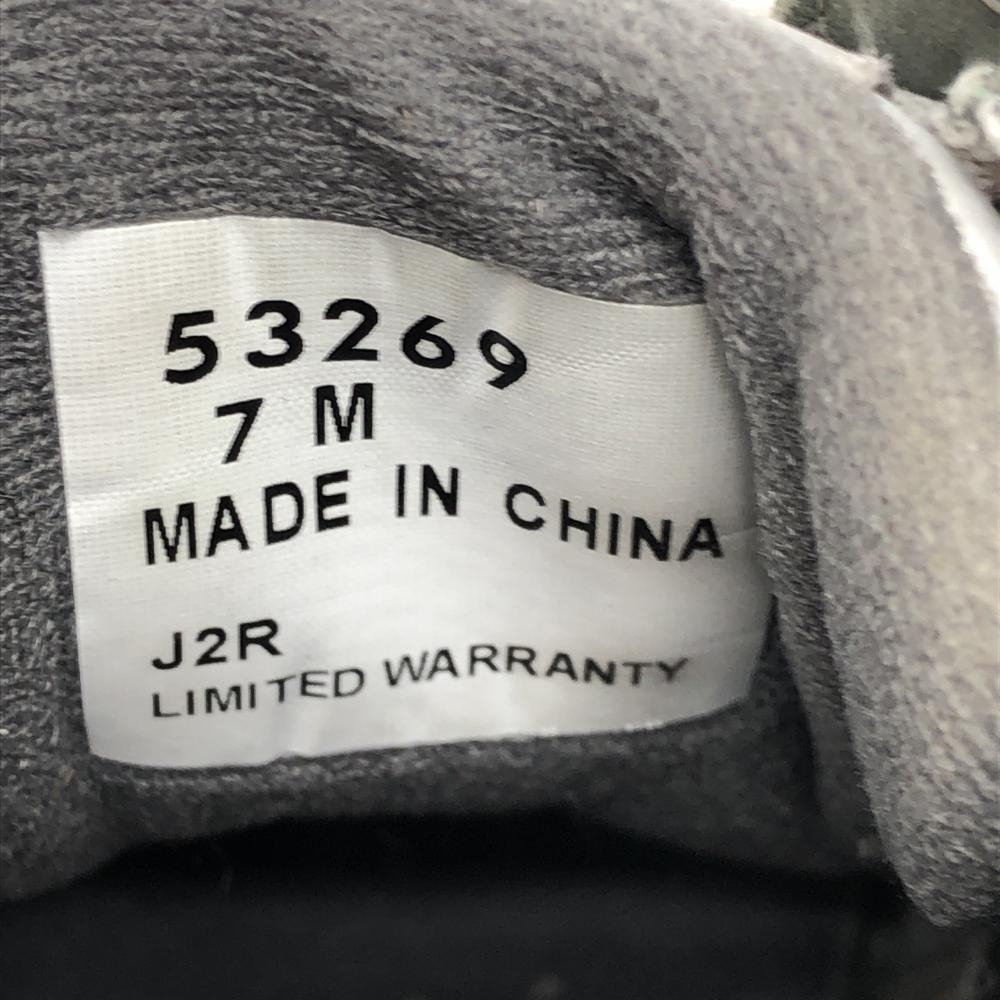 53269
7 M
MADE IN CHINA
J2R
LIMITED WARRANTY